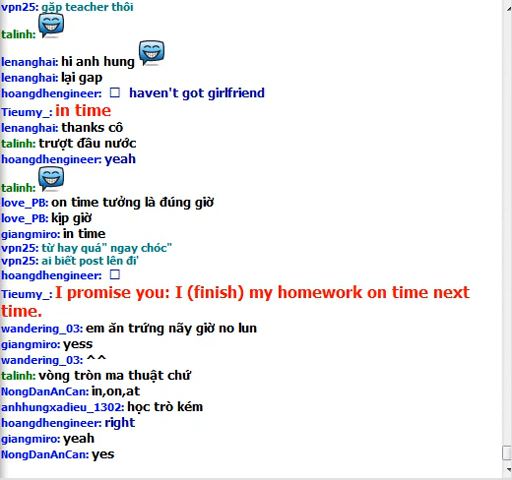 vpn25: gặp teacher thôi
talinh:
lenanghai: hi anh hung
lenanghai: lại gap
hoangdhengineer: □ haven't got girlfriend
Tieumy_: in time
lenanghai: thanks cô
talinh: trượt đầu nước
hoangdhengineer: yeah
talinh:
love_PB: on time tưởng là đúng giờ
love_PB: kịp giờ
giangmiro: in time
vpn25: từ hay quá" ngay chóc"
vpn25: ai biết post lên đi'
hoangdhengineer: □
Tieumy_: I promise you: I (finish) my homework on time next
time.
wandering_03: em ăn trứng nãy giờ no lun
giangmiro: yess
wandering_03: ^^
talinh: vòng tròn ma thuật chứ
NongDanAnCan: in,on,at
anhhungxadieu_1302: học trò kém
hoangdhengineer: right
giangmiro: yeah
NongDanAnCan: yes